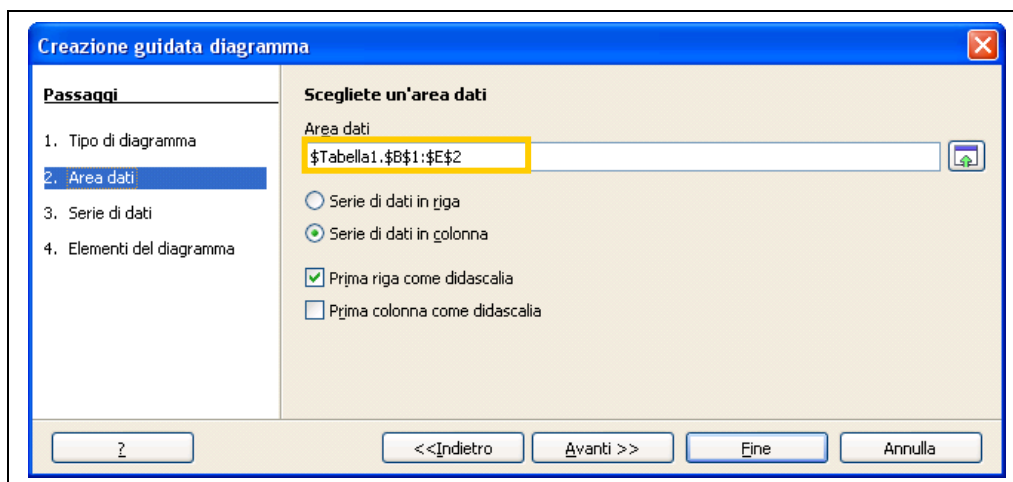 Creazione guidata diagramma
Passaggi
1. Tipo di diagramma
2. Area dati
3. Serie di dati
4. Elementi del diagramma
Scegliete un'area dati
Area dati
$Tabella1.$B$1:$E$2
Serie di dati in riga
Serie di dati in colonna
Prima riga come didascalia
Prima colonna come didascalia
?
<<Indietro
Avanti >>
Fine
Annulla